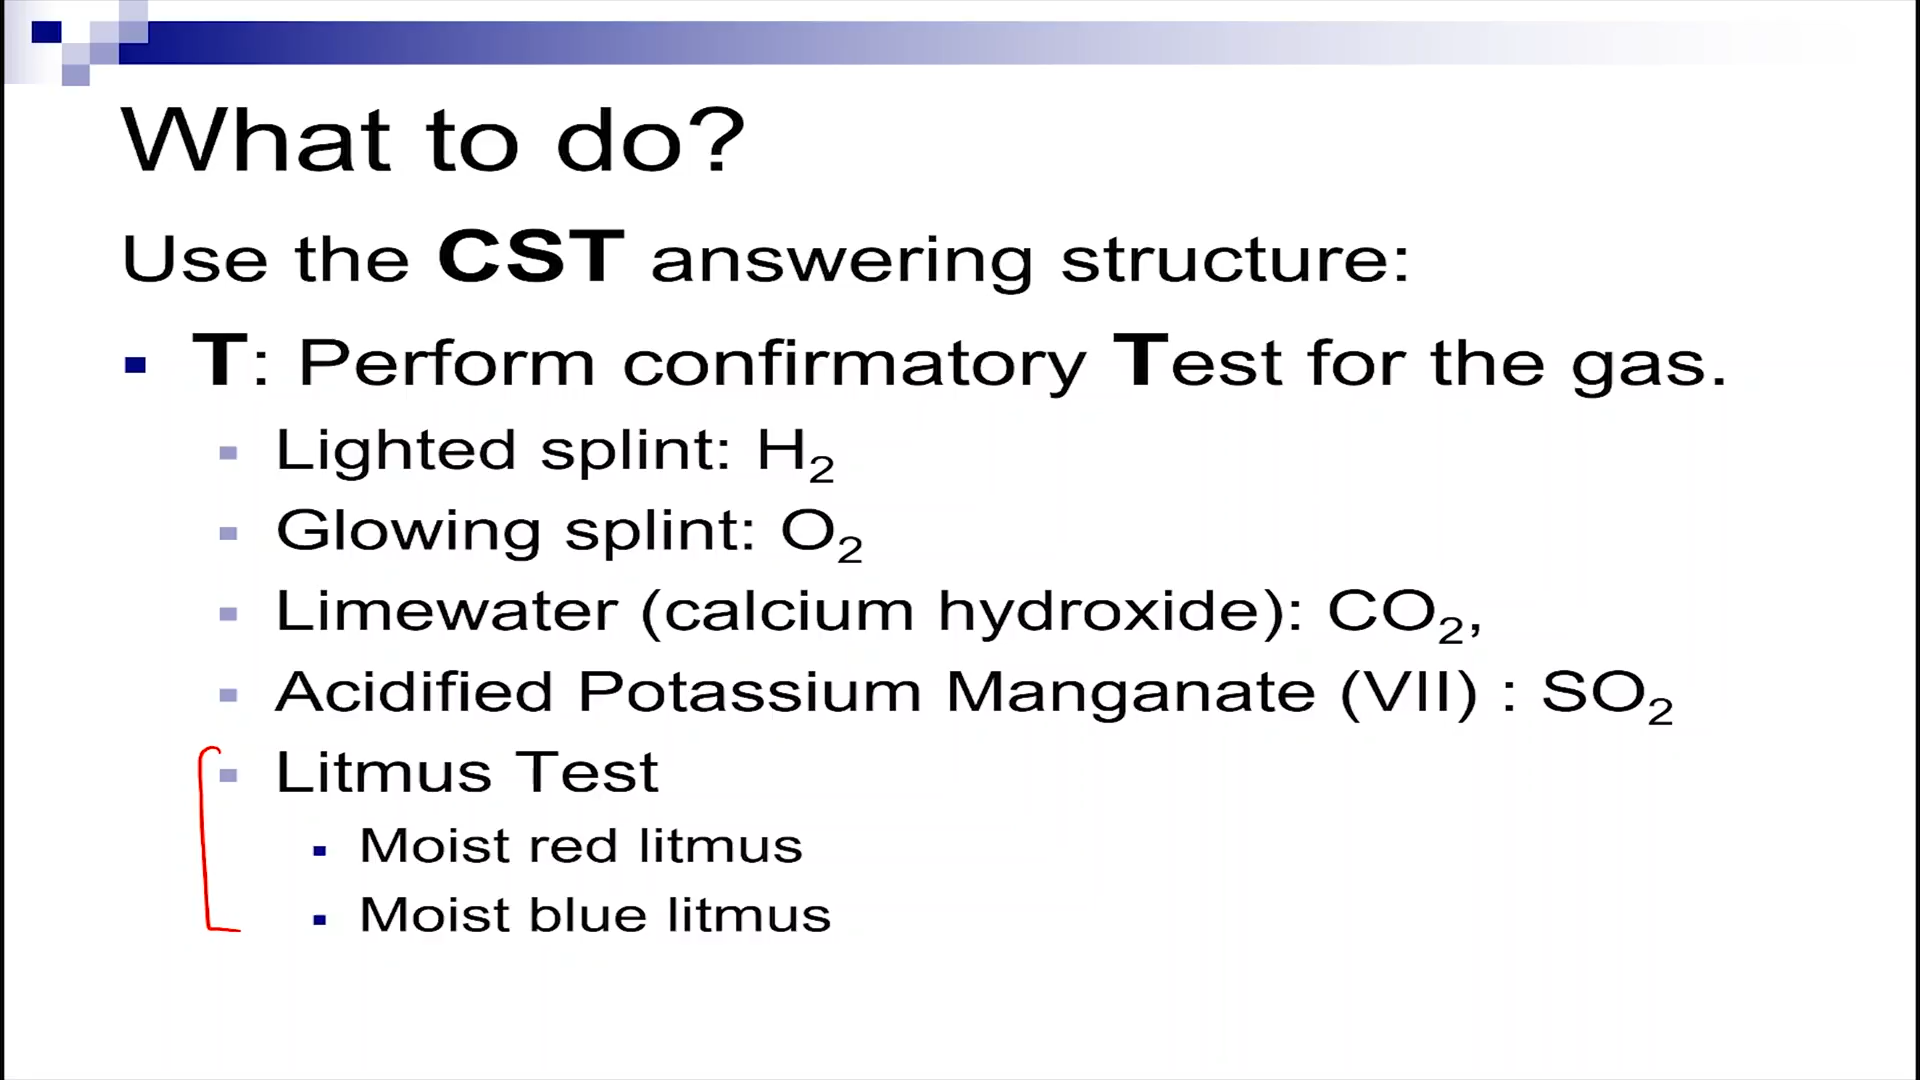 What to do?
Use the CST answering structure:
T: Perform confirmatory Test for the gas.
Lighted splint: H₂
Glowing splint: O₂
Limewater (calcium hydroxide): CO₂,
Acidified Potassium Manganate (VII) : SO₂
Litmus Test
Moist red litmus
Moist blue litmus